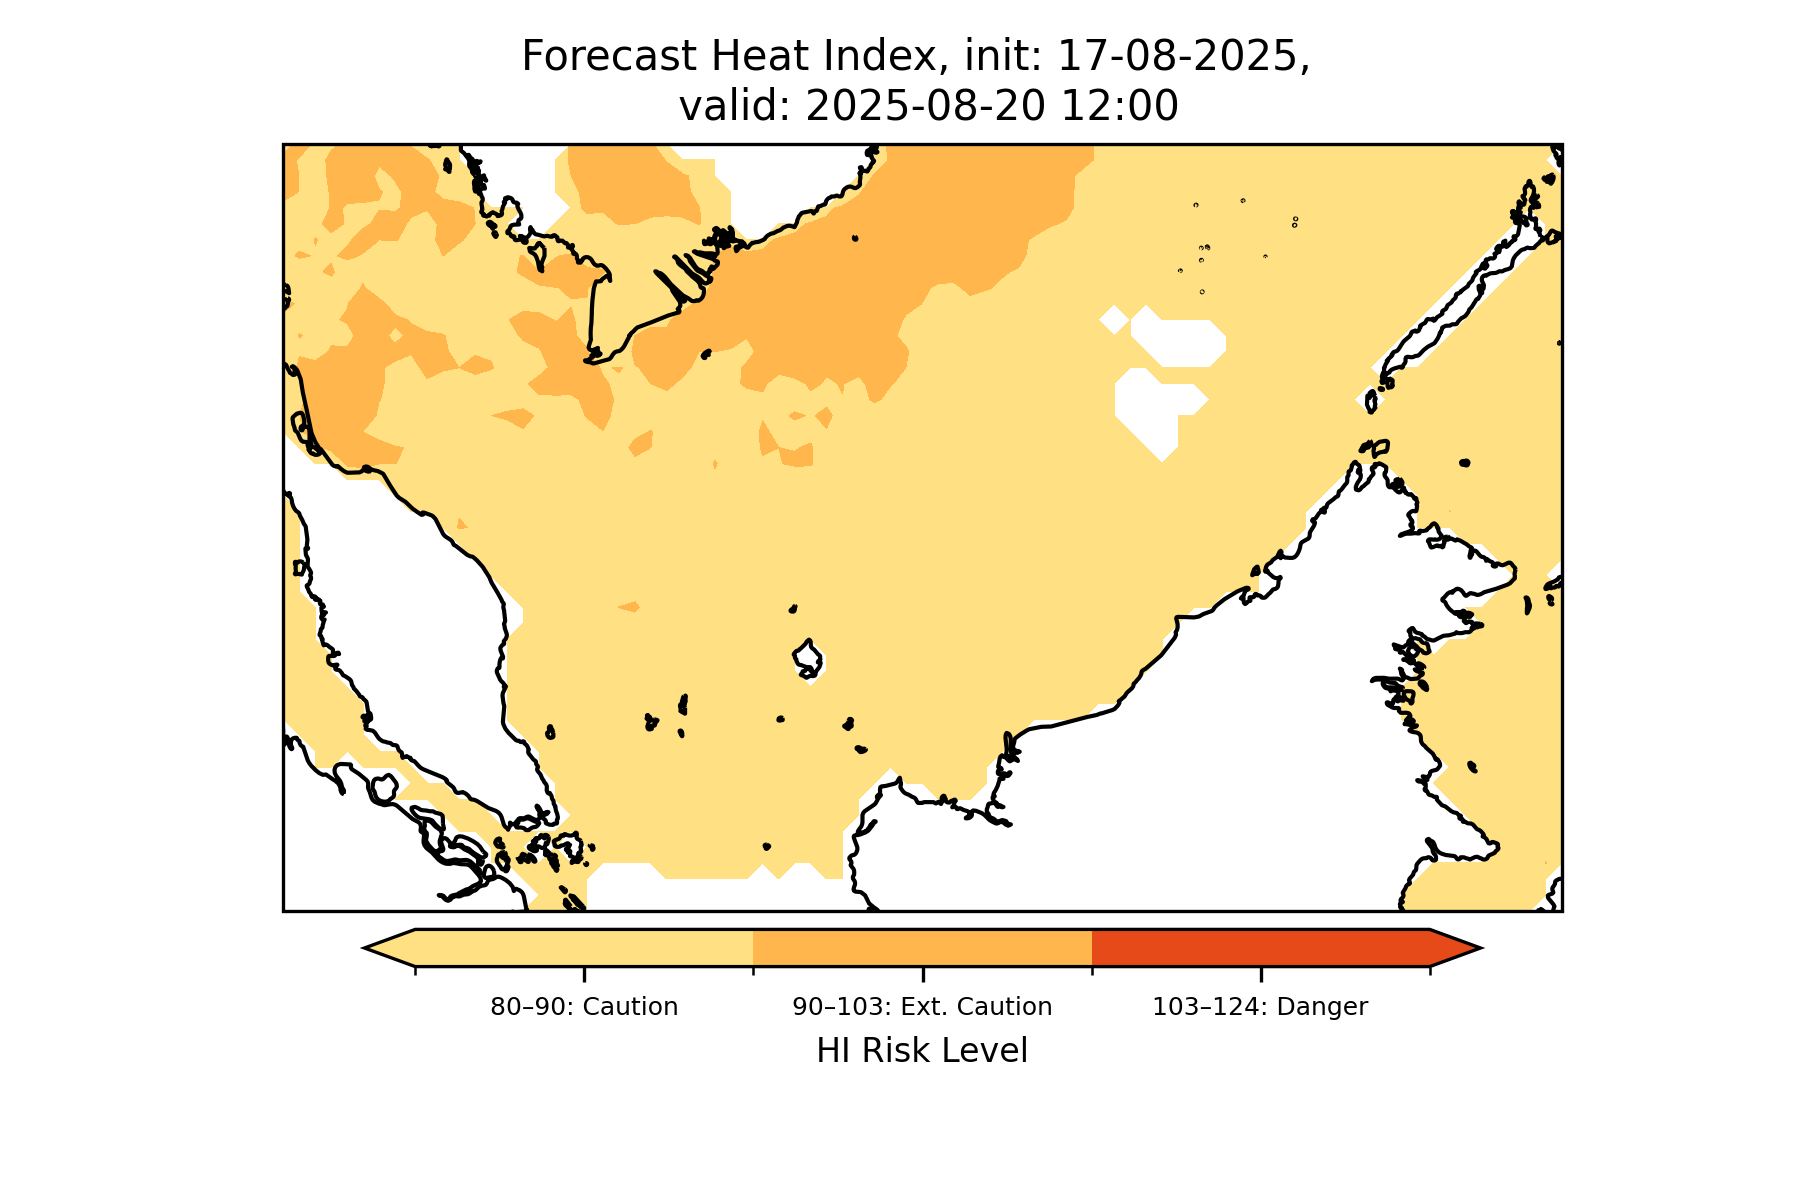 Forecast Heat Index, init: 17-08-2025,
valid: 2025-08-20 12:00
80–90: Caution
90–103: Ext. Caution
103–124: Danger
HI Risk Level